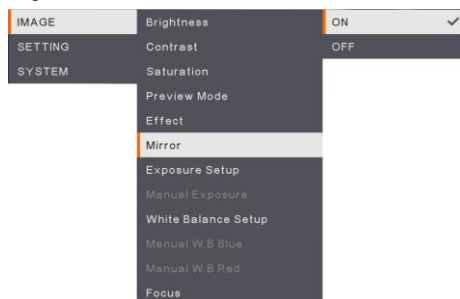 IMAGE
SETTING
SYSTEM
Brightness
Contrast
Saturation
Preview Mode
Effect
Mirror
Exposure Setup
Manual Exposure
White Balance Setup
Manual W.B Blue
Manual W.B Red
Focus
ON
OFF